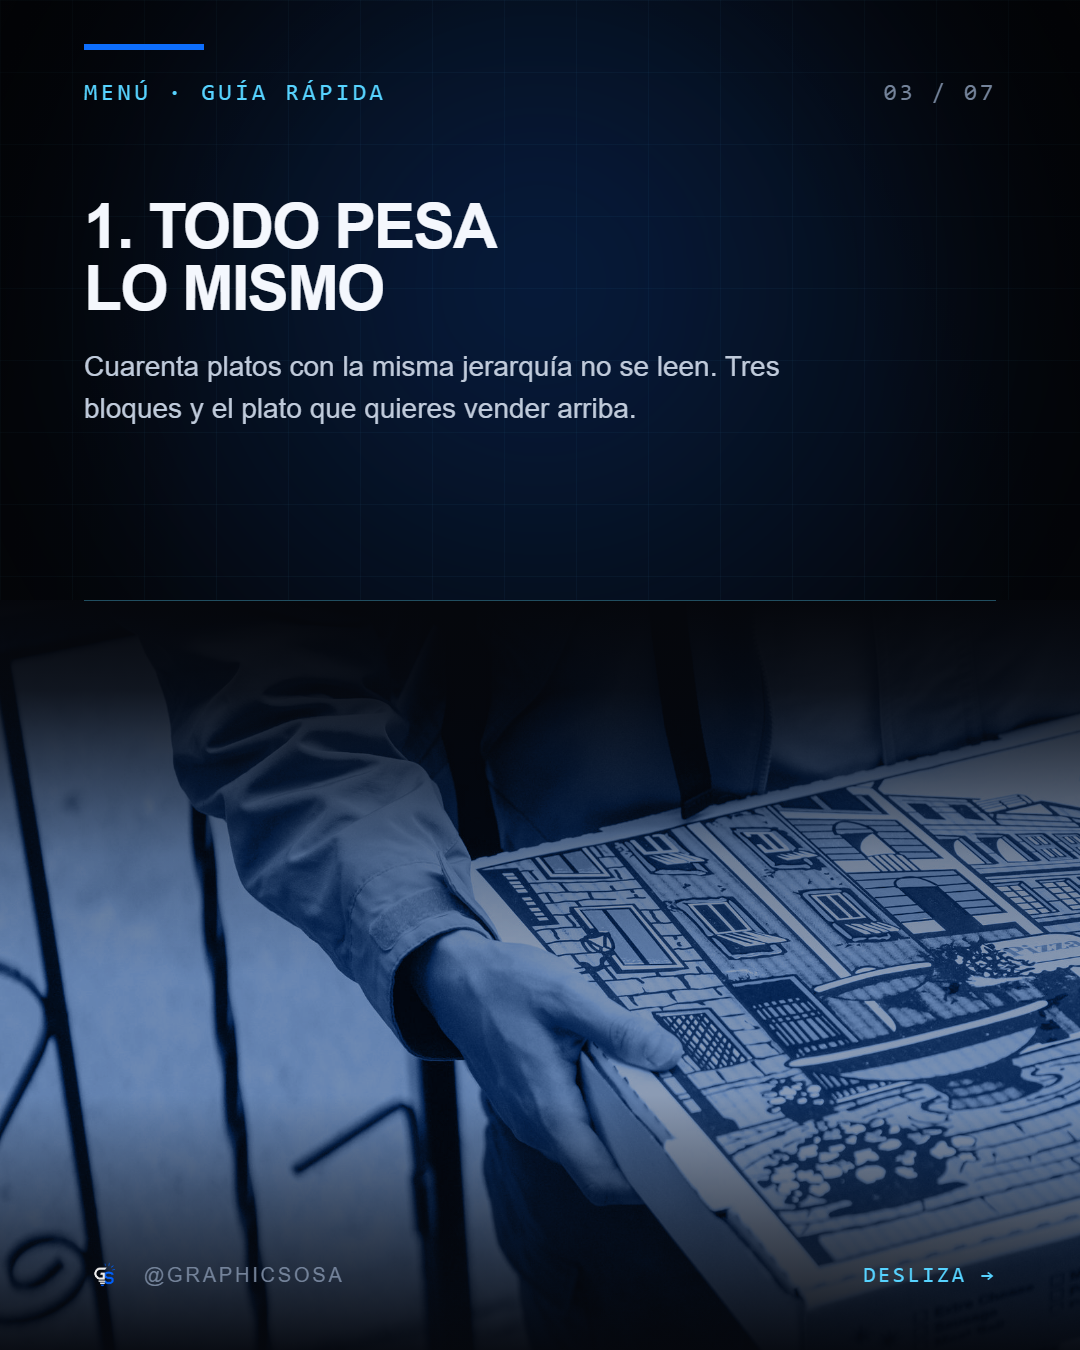 MENÚ · GUÍA RÁPIDA
03 / 07
1. TODO PESA
LO MISMO
Cuarenta platos con la misma jerarquía no se leen. Tres
bloques y el plato que quieres vender arriba.
GS
@GRAPHICSOSA
DESLIZA →